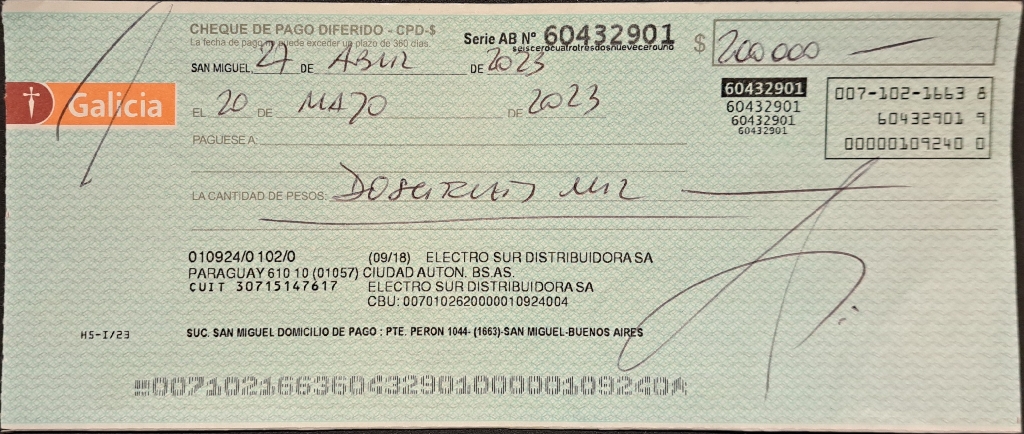 CHEQUE DE PAGO DIFERIDO - CPD-$
La fecha de pago no puede exceder un plazo de 360 días.
Serie AB Nº 60432901
seiscerocuatrotresdosnueveceround
$ 200000
SAN MIGUEL, 27 DE ABRIL DE 2023
Galicia
EL 20 DE MAYO DE 2023
60432901
60432901
60432901
60432901
007-102-1663 8
60432901 9
00000109240 0
PAGUESE A:
LA CANTIDAD DE PESOS: DOSCIENTOS MIL
010924/0 102/0 (09/18) ELECTRO SUR DISTRIBUIDORA SA
PARAGUAY 610 10 (01057) CIUDAD AUTON. BS.AS.
CUIT 30715147617 ELECTRO SUR DISTRIBUIDORA SA
CBU: 0070102620000010924004
HS-I/23
SUC. SAN MIGUEL DOMICILIO DE PAGO : PTE. PERON 1044- (1663)-SAN MIGUEL-BUENOS AIRES
00710216636043290100000109240